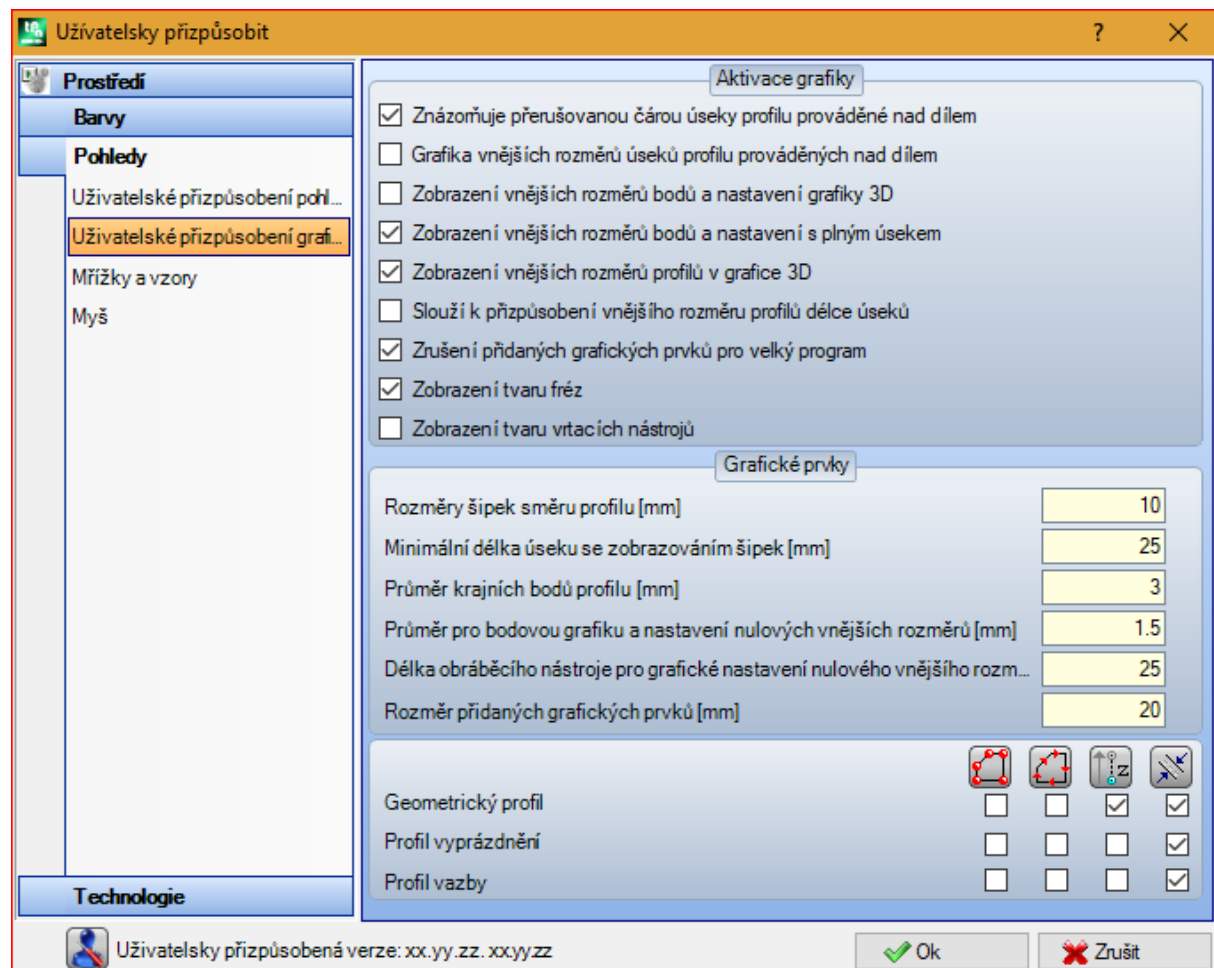 Užívatelsky přizpůsobit
?
Prostředí
Barvy
Pohledy
Uživatelské přizpůsobení pohl...
Uživatelské přizpůsobení grafi...
Mřížky a vzory
Myš
Technologie
Aktivace grafiky
Znázorňuje přerušovanou čárou úseky profilu prováděné nad dílem
Grafika vnějších rozměrů úseků profilu prováděných nad dílem
Zobrazení vnějších rozměrů bodů a nastavení grafiky 3D
Zobrazení vnějších rozměrů bodů a nastavení s plným úsekem
Zobrazení vnějších rozměrů profilů v grafice 3D
Slouží k přizpůsobení vnějšího rozměru profilů délce úseků
Zrušení přidaných grafických prvků pro velký program
Zobrazení tvaru fréz
Zobrazení tvaru vrtacích nástrojů
Grafické prvky
Rozměry šipek směru profilu [mm] 10
Minimální délka úseku se zobrazováním šipek [mm] 25
Průměr krajních bodů profilu [mm] 3
Průměr pro bodovou grafiku a nastavení nulových vnějších rozměrů [mm] 1.5
Délka obráběcího nástroje pro grafické nastavení nulového vnějšího rozm... 25
Rozměr přidaných grafických prvků [mm] 20
z
Geometrický profil
Profil vyprázdnění
Profil vazby
Uživatelsky přizpůsobená verze: xx.yy.zz. xx.yy.zz
Ok
Zrušit